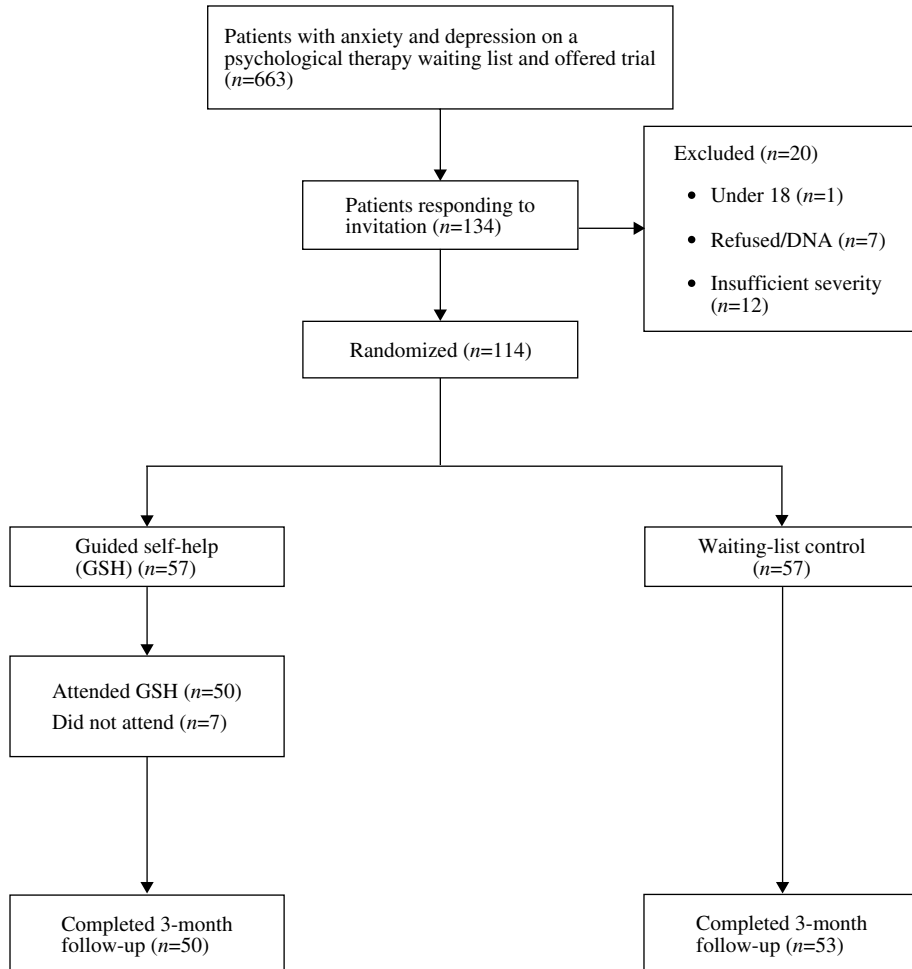 Patients with anxiety and depression on a
psychological therapy waiting list and offered trial
(n=663)
Excluded (n=20)
• Under 18 (n=1)
• Refused/DNA (n=7)
• Insufficient severity
(n=12)
Patients responding to
invitation (n=134)
Randomized (n=114)
Guided self-help
(GSH) (n=57)
Waiting-list control
(n=57)
Attended GSH (n=50)
Did not attend (n=7)
Completed 3-month
follow-up (n=50)
Completed 3-month
follow-up (n=53)